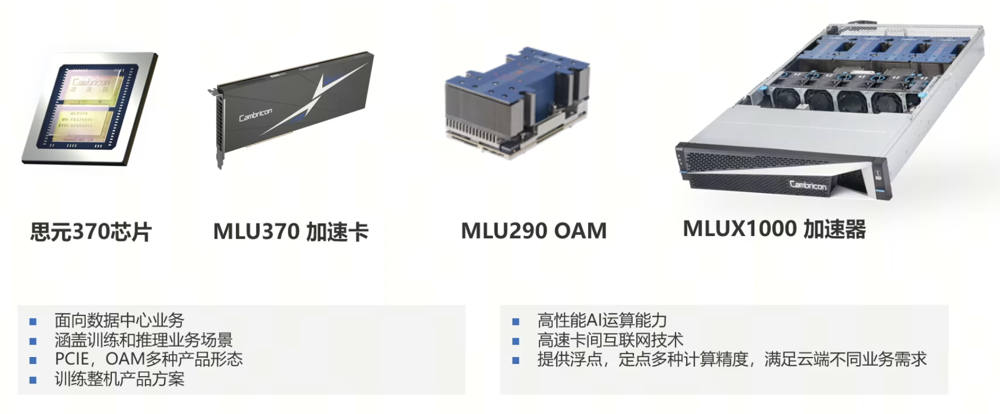 Cambricon
MLU370
Cambricon
Cambricon
Cambricon
思元370芯片
MLU370 加速卡
MLU290 OAM
MLUX1000 加速器
面向数据中心业务
涵盖训练和推理业务场景
PCIE，OAM多种产品形态
训练整机产品方案
高性能AI运算能力
高速卡间互联网技术
提供浮点，定点多种计算精度，满足云端不同业务需求